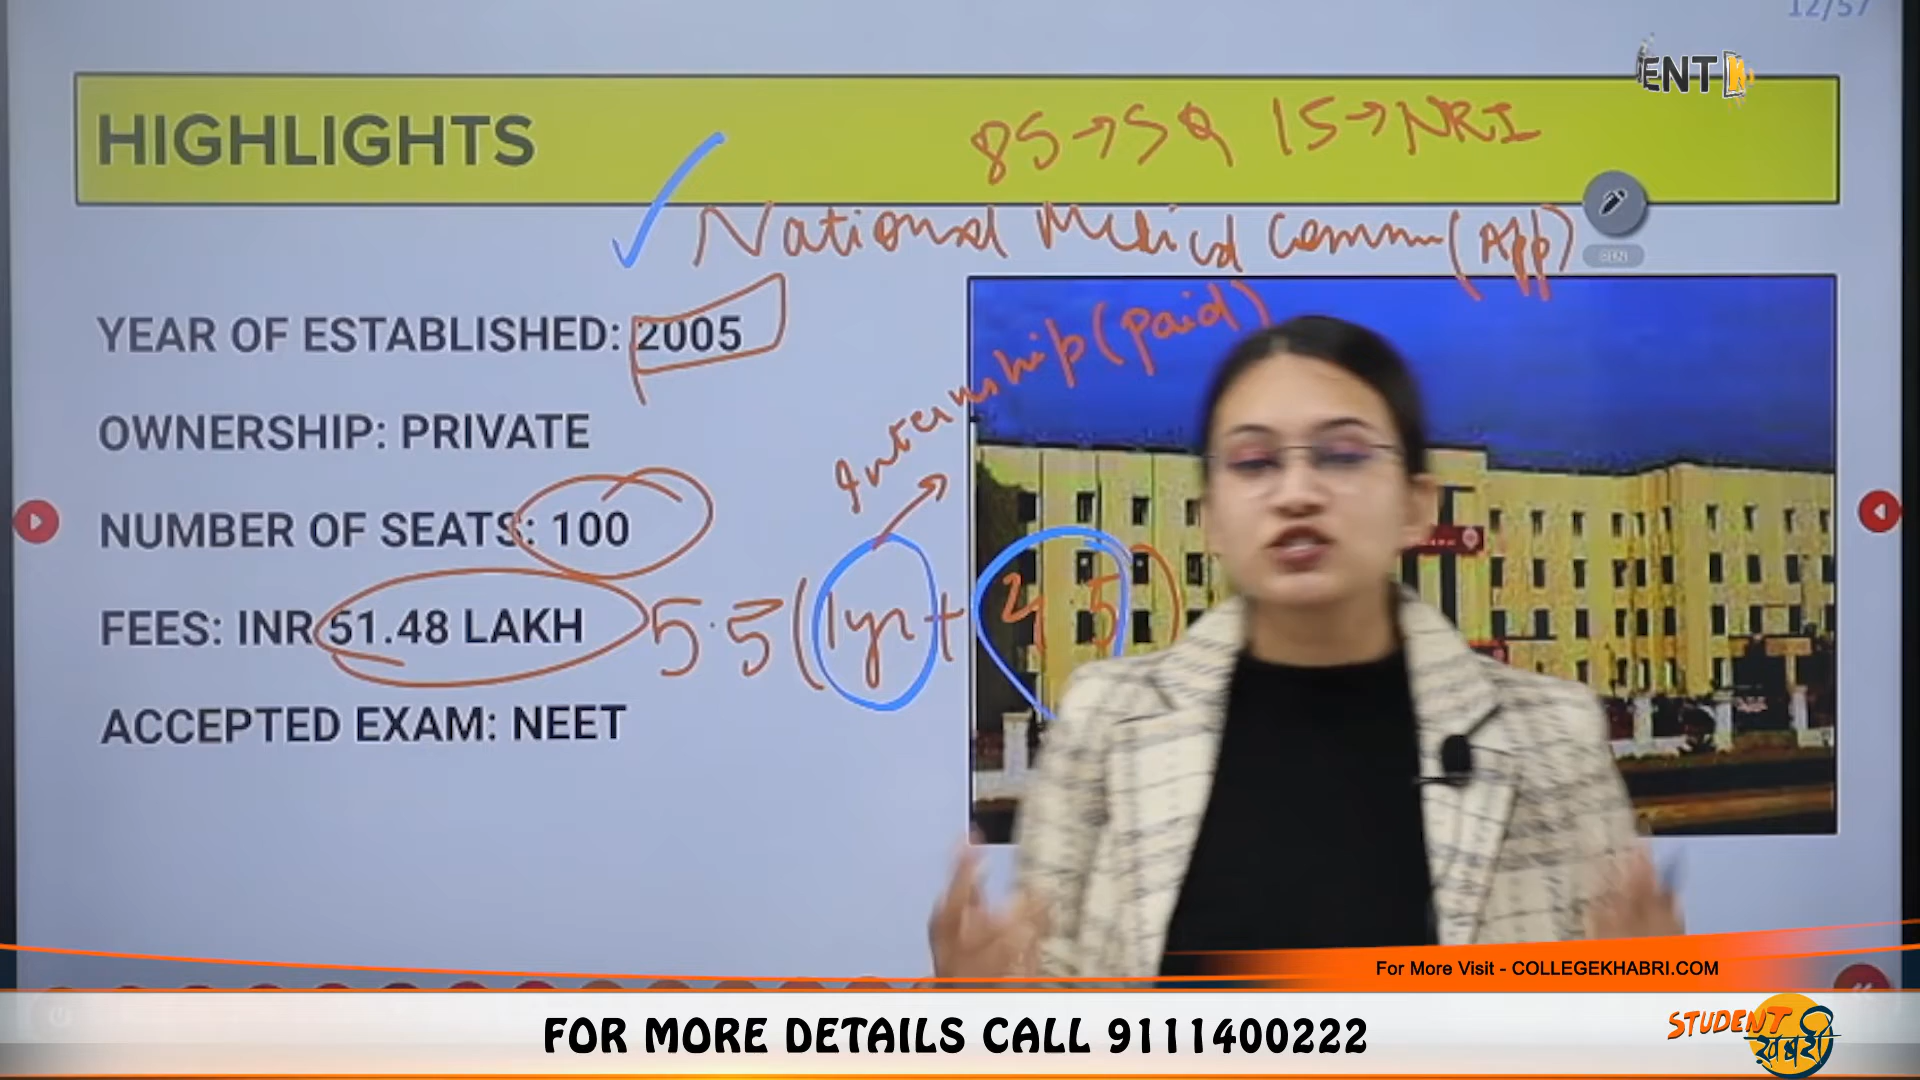 12/57
ENT
HIGHLIGHTS
85→SQ 15→NRI
National Medical Comm (App)
YEAR OF ESTABLISHED: 2005
Internship (paid)
OWNERSHIP: PRIVATE
NUMBER OF SEATS: 100
FEES: INR 51.48 LAKH
5.5 (1yr + 4.5)
ACCEPTED EXAM: NEET
For More Visit - COLLEGEKHABRI.COM
FOR MORE DETAILS CALL 9111400222
STUDENT
ख़बरी